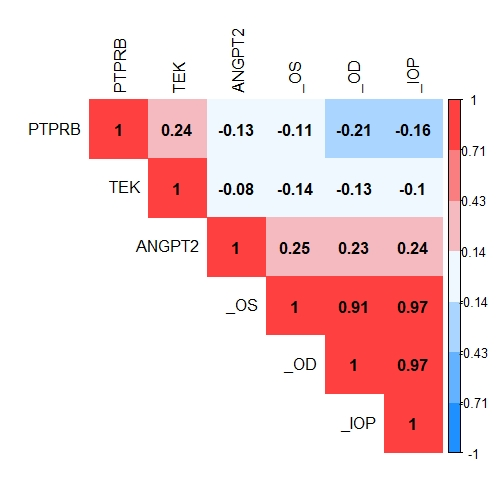 PTPRB TEK ANGPT2 _OS _OD _IOP
PTPRB 1 0.24 -0.13 -0.11 -0.21 -0.16
TEK 1 -0.08 -0.14 -0.13 -0.1
ANGPT2 1 0.25 0.23 0.24
_OS 1 0.91 0.97
_OD 1 0.97
_IOP 1
1
0.71
0.43
0.14
-0.14
-0.43
-0.71
-1